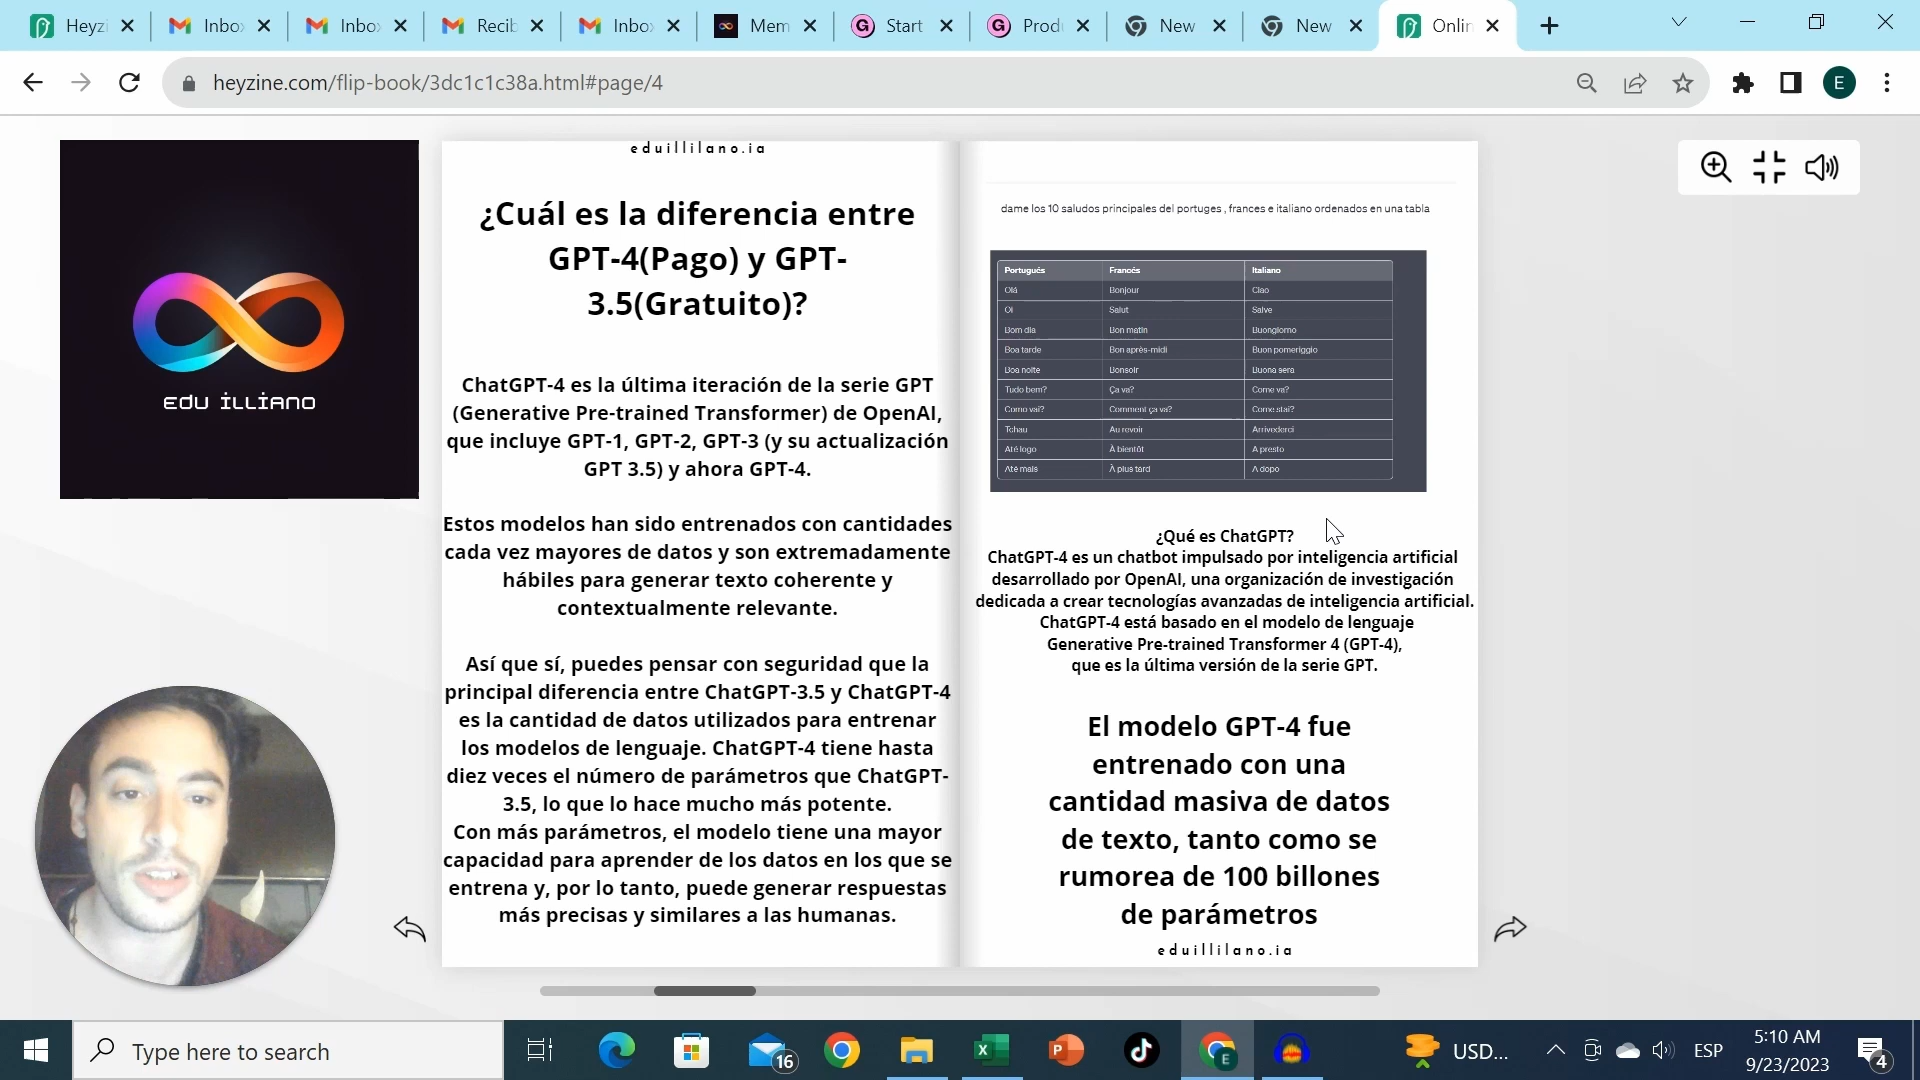 Heyzi
Inbo
Inbo
Recib
Inbo
Mem
Start
Produ
New
New
Onlin
heyzine.com/flip-book/3dc1c1c38a.html#page/4
E
EDU ILLIANO
eduillilano.ia
¿Cuál es la diferencia entre
GPT-4(Pago) y GPT-
3.5(Gratuito)?
ChatGPT-4 es la última iteración de la serie GPT
(Generative Pre-trained Transformer) de OpenAI,
que incluye GPT-1, GPT-2, GPT-3 (y su actualización
GPT 3.5) y ahora GPT-4.
Estos modelos han sido entrenados con cantidades
cada vez mayores de datos y son extremadamente
hábiles para generar texto coherente y
contextualmente relevante.
Así que sí, puedes pensar con seguridad que la
principal diferencia entre ChatGPT-3.5 y ChatGPT-4
es la cantidad de datos utilizados para entrenar
los modelos de lenguaje. ChatGPT-4 tiene hasta
diez veces el número de parámetros que ChatGPT-
3.5, lo que lo hace mucho más potente.
Con más parámetros, el modelo tiene una mayor
capacidad para aprender de los datos en los que se
entrena y, por lo tanto, puede generar respuestas
más precisas y similares a las humanas.
dame los 10 saludos principales del portuges , frances e italiano ordenados en una tabla
Portugués Francés Italiano
Olá Bonjour Ciao
Oi Salut Salve
Bom dia Bon matin Buongiorno
Boa tarde Bon après-midi Buon pomeriggio
Boa noite Bonsoir Buona sera
Tudo bem? Ça va? Come va?
Como vai? Comment ça va? Come stai?
Tchau Au revoir Arrivederci
Até logo À bientôt A presto
Até mais À plus tard A dopo
¿Qué es ChatGPT?
ChatGPT-4 es un chatbot impulsado por inteligencia artificial
desarrollado por OpenAI, una organización de investigación
dedicada a crear tecnologías avanzadas de inteligencia artificial.
ChatGPT-4 está basado en el modelo de lenguaje
Generative Pre-trained Transformer 4 (GPT-4),
que es la última versión de la serie GPT.
El modelo GPT-4 fue
entrenado con una
cantidad masiva de datos
de texto, tanto como se
rumorea de 100 billones
de parámetros
eduillilano.ia
Type here to search
16
E
USD...
ESP
5:10 AM
9/23/2023
4